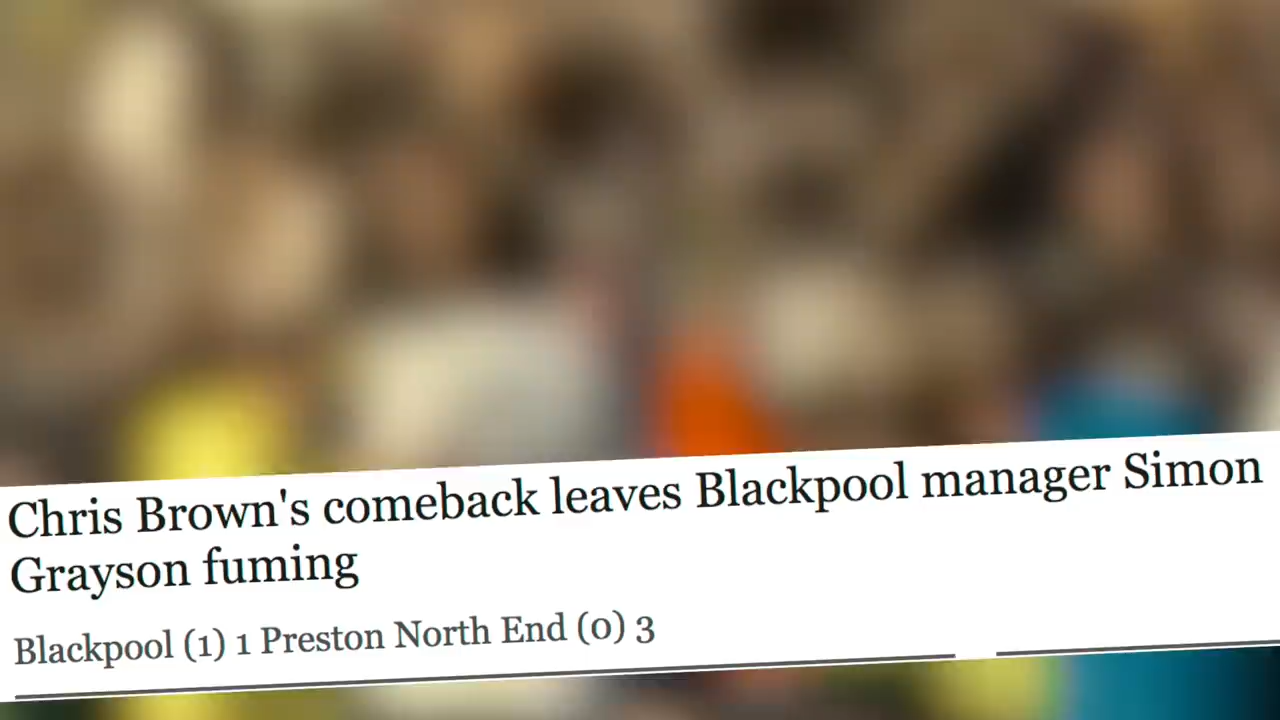 Chris Brown's comeback leaves Blackpool manager Simon
Grayson fuming
Blackpool (1) 1 Preston North End (0) 3